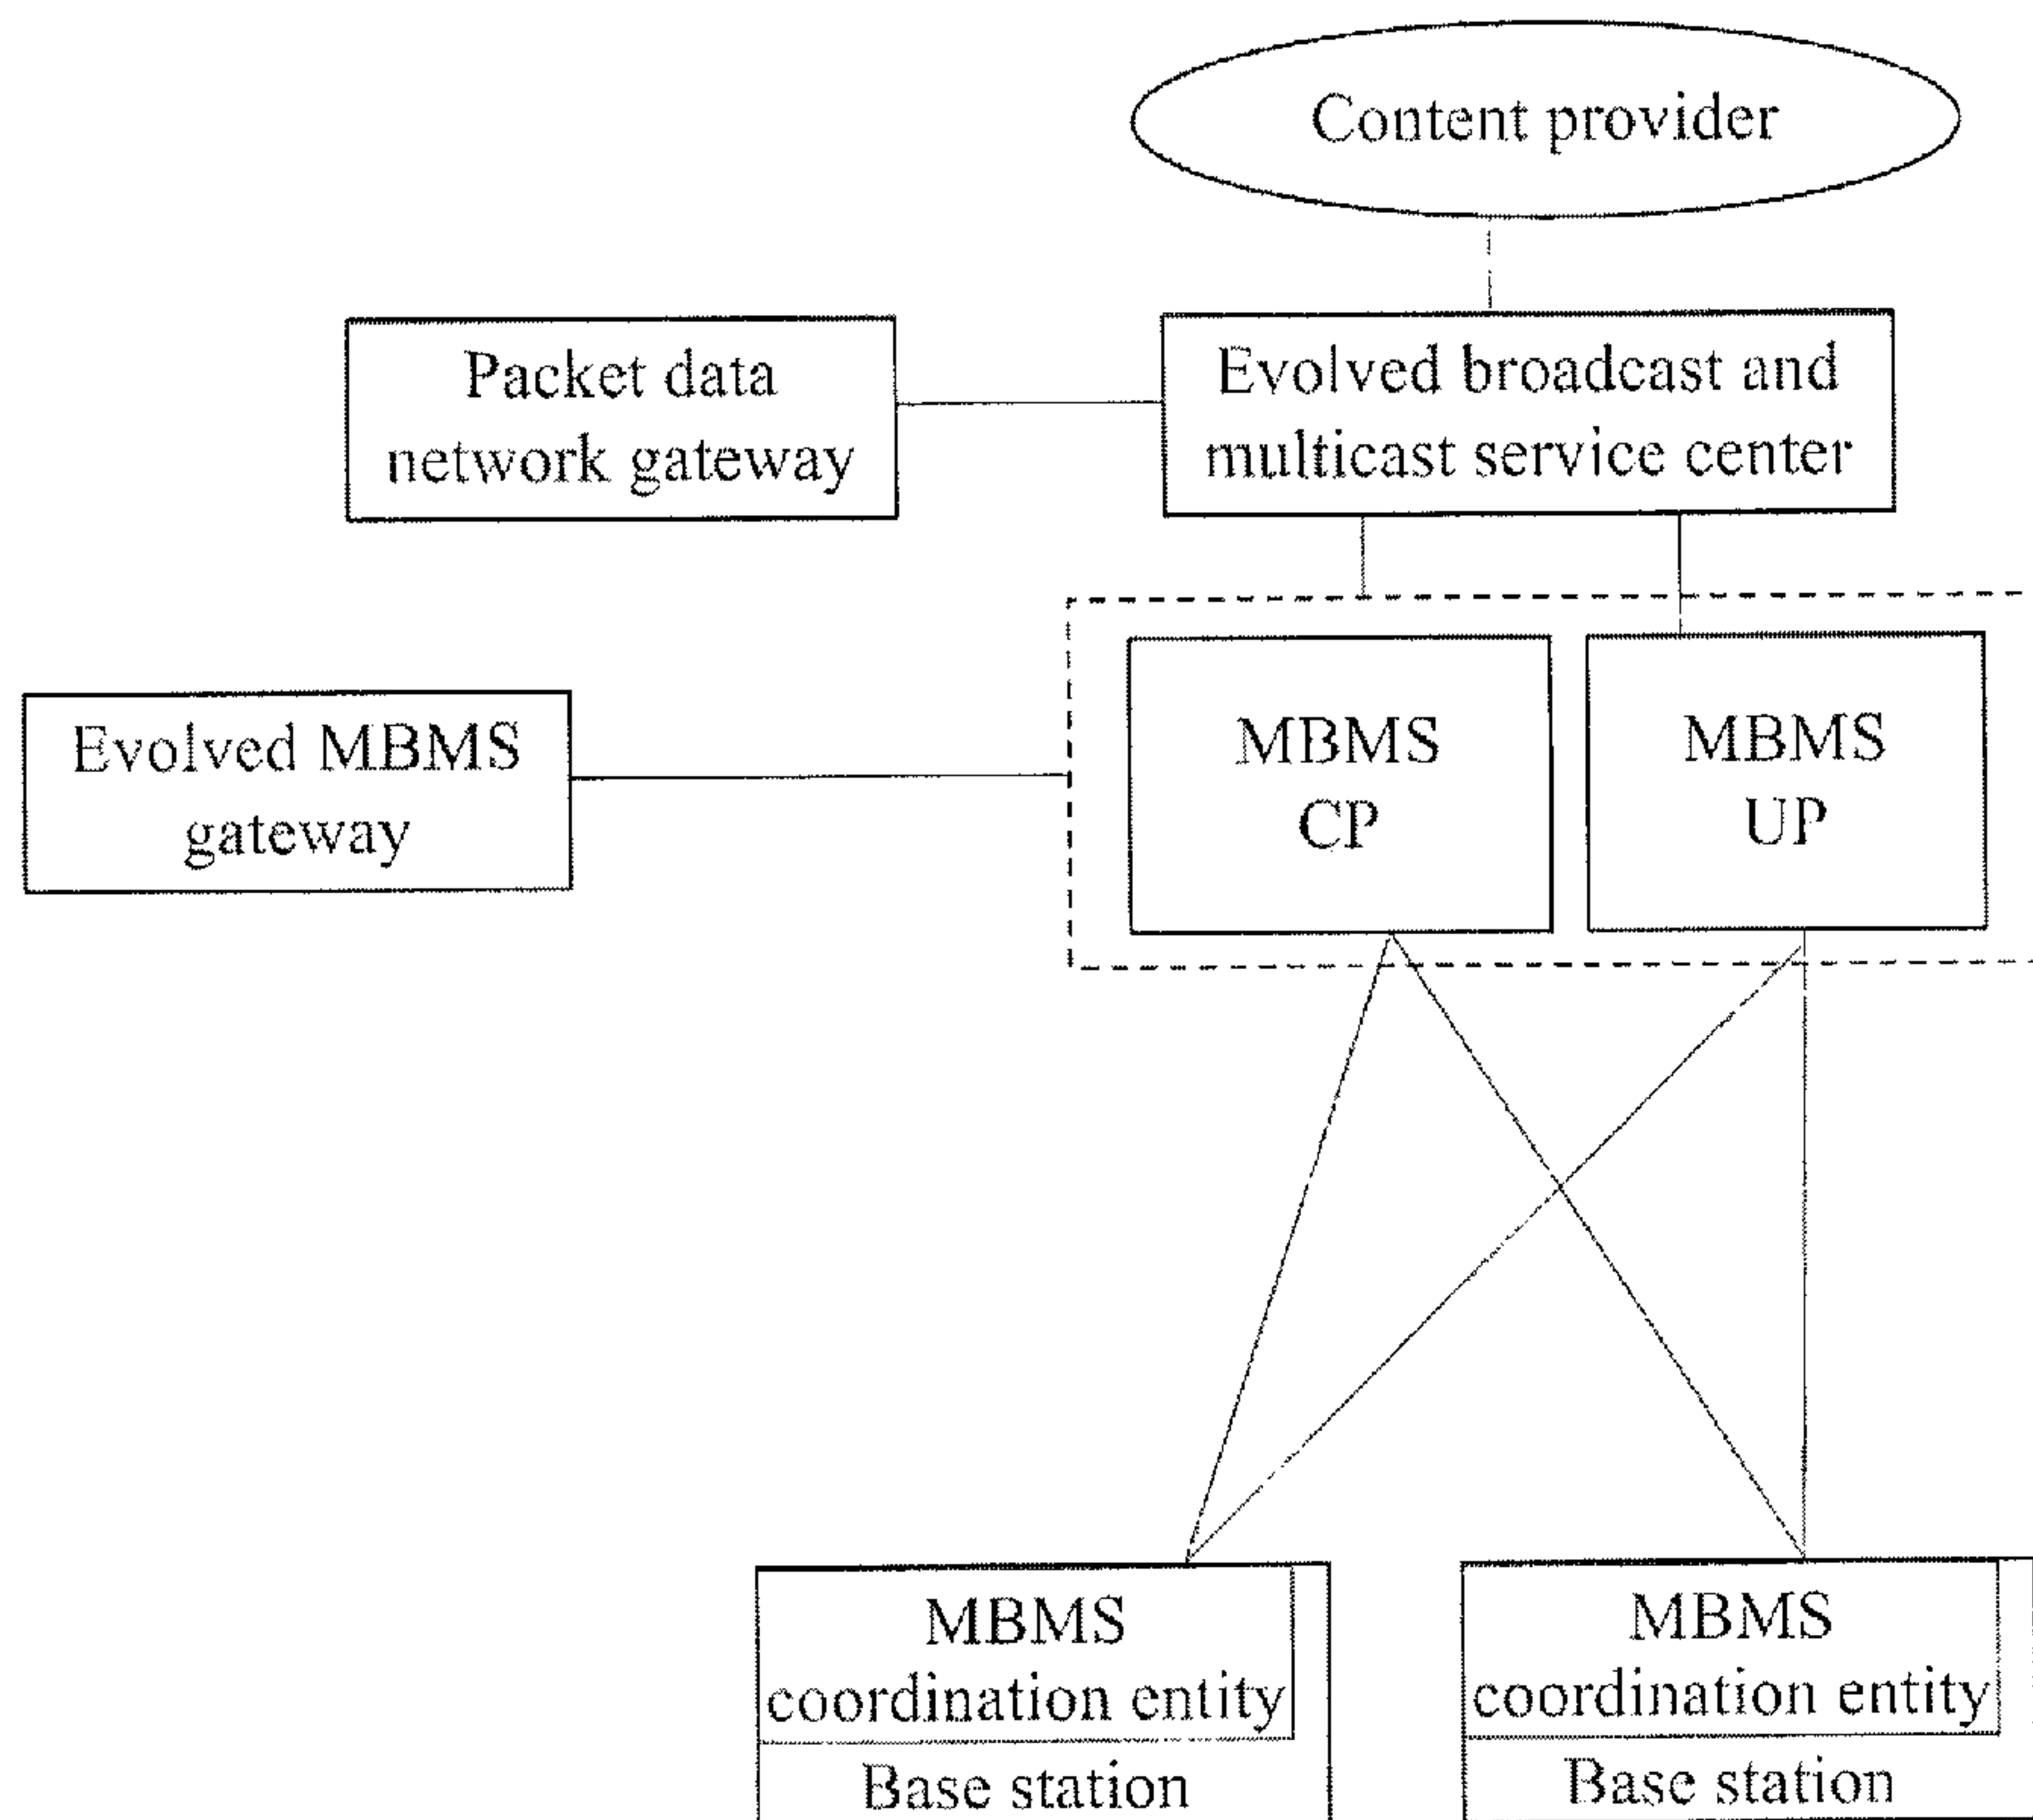 Content provider
Packet data
network gateway
Evolved broadcast and
multicast service center
Evolved MBMS
gateway
MBMS
CP
MBMS
UP
MBMS
coordination entity
Base station
MBMS
coordination entity
Base station